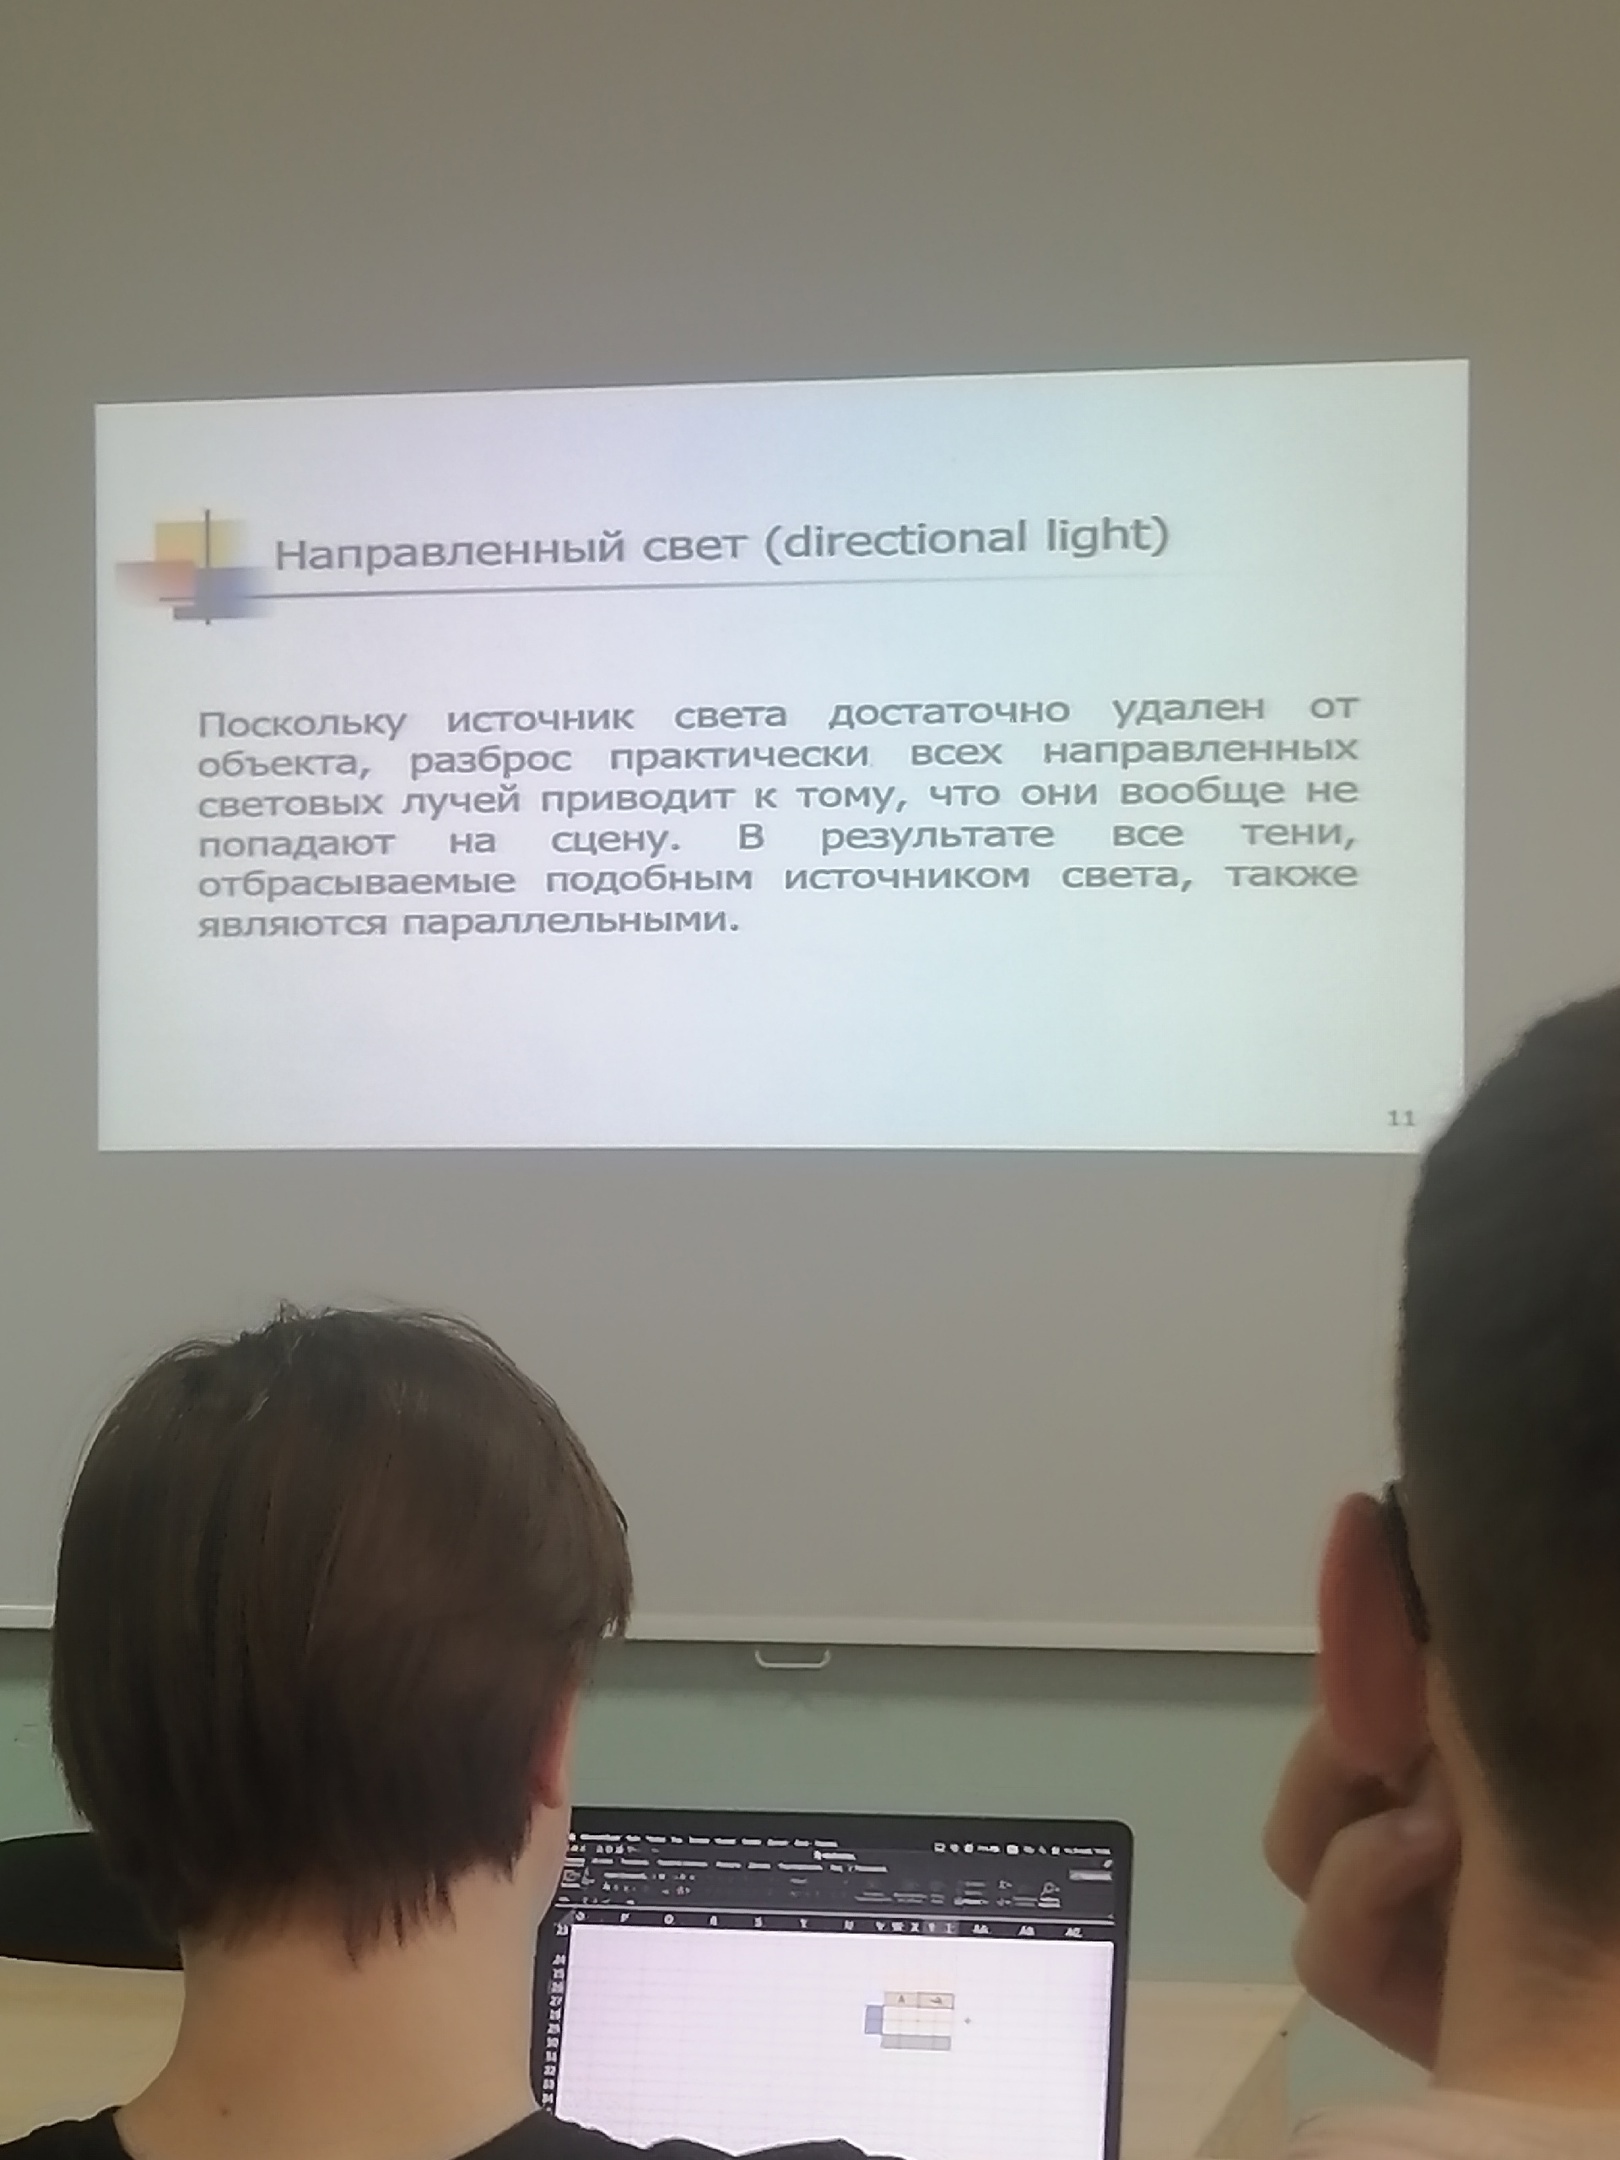 Направленный свет (directional light)
Поскольку источник света достаточно удален от
объекта, разброс практически всех направленных
световых лучей приводит к тому, что они вообще не
попадают на сцену. В результате все тени,
отбрасываемые подобным источником света, также
являются параллельными.
11